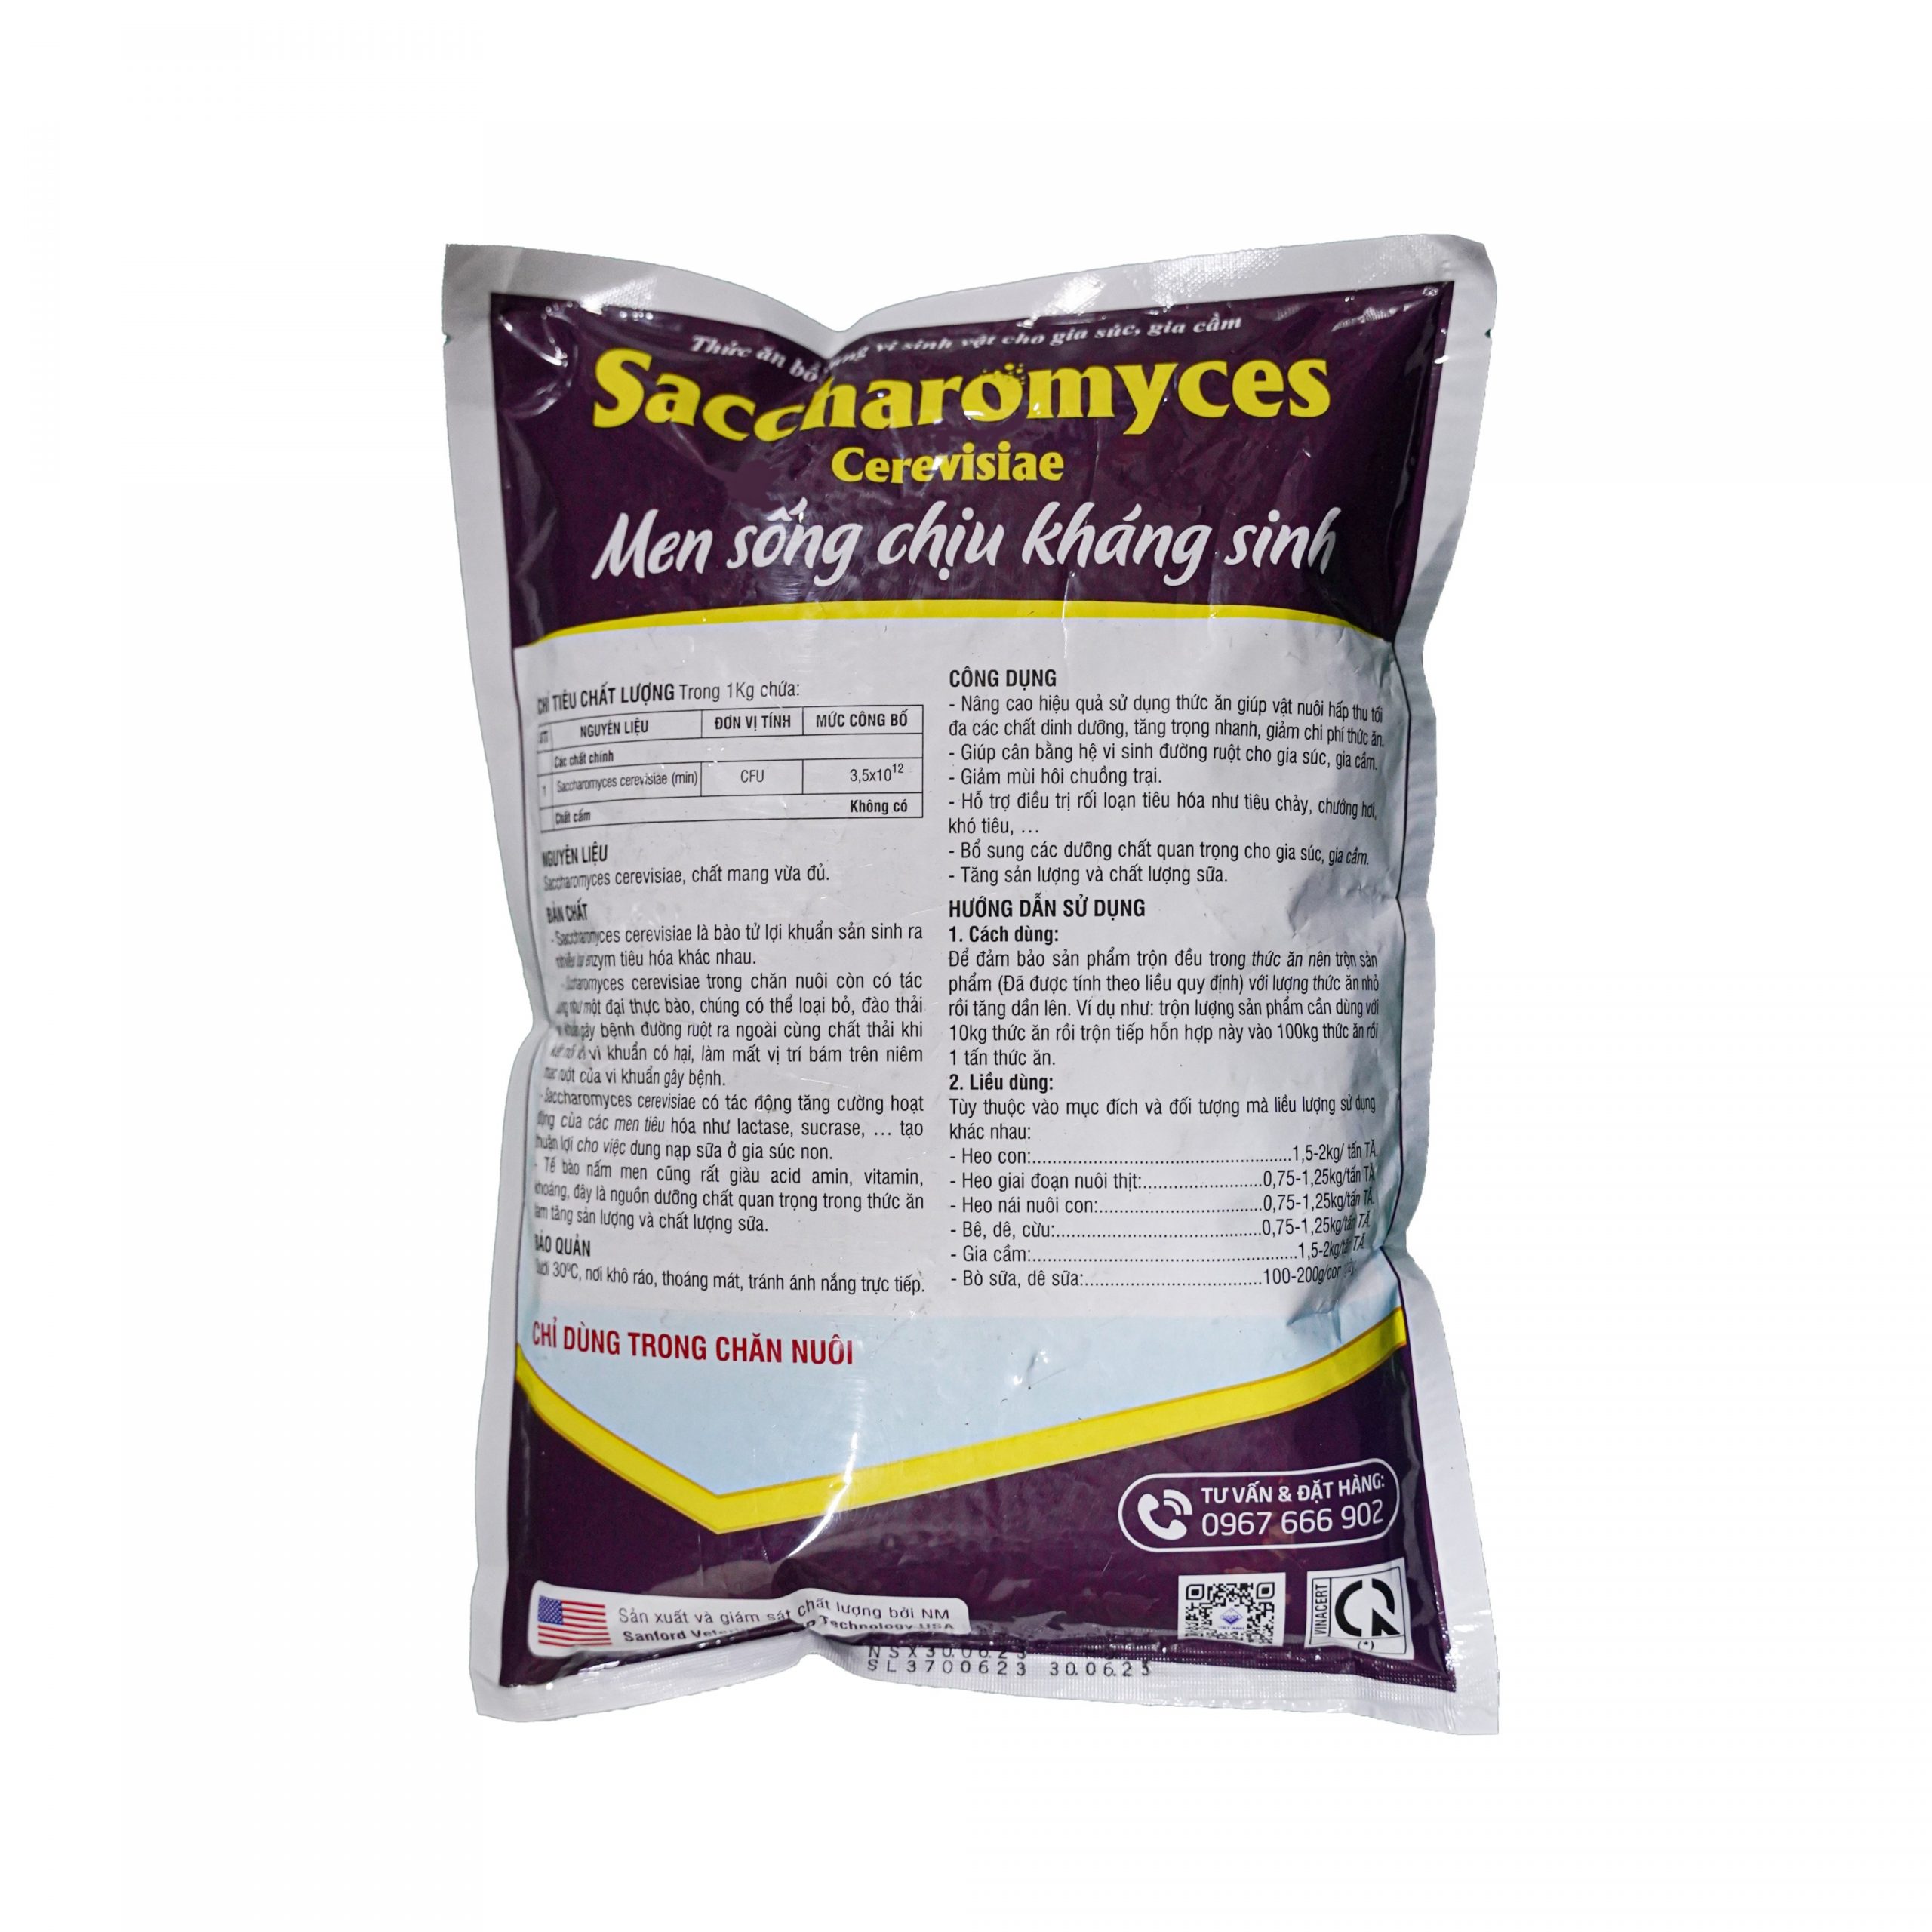 Thức ăn bổ vi sinh vật cho gia súc, gia cầm
Saccharomyces
Cerevisiae
Men sống chịu kháng sinh
CHỈ TIÊU CHẤT LƯỢNG Trong 1Kg chứa:
NGUYÊN LIỆU ĐƠN VỊ TÍNH MỨC CÔNG BỐ
Các chất chính
1 Saccharomyces cerevisiae (min) CFU 3,5x10¹²
Chất cấm Không có
NGUYÊN LIỆU
Saccharomyces cerevisiae, chất mang vừa đủ.
BẢN CHẤT
- Saccharomyces cerevisiae là bào tử lợi khuẩn sản sinh ra
enzym tiêu hóa khác nhau.
- Saccharomyces cerevisiae trong chăn nuôi còn có tác
như một đại thực bào, chúng có thể loại bỏ, đào thải
gây bệnh đường ruột ra ngoài cùng chất thải khi
vi khuẩn có hại, làm mất vị trí bám trên niêm
mạc ruột của vi khuẩn gây bệnh.
- Saccharomyces cerevisiae có tác động tăng cường hoạt
động của các men tiêu hóa như lactase, sucrase, ... tạo
thuận lợi cho việc dung nạp sữa ở gia súc non.
- Tế bào nấm men cũng rất giàu acid amin, vitamin,
khoáng, đây là nguồn dưỡng chất quan trọng trong thức ăn
làm tăng sản lượng và chất lượng sữa.
BẢO QUẢN
Dưới 30ºC, nơi khô ráo, thoáng mát, tránh ánh nắng trực tiếp.
CHỈ DÙNG TRONG CHĂN NUÔI
CÔNG DỤNG
- Nâng cao hiệu quả sử dụng thức ăn giúp vật nuôi hấp thu tối
đa các chất dinh dưỡng, tăng trọng nhanh, giảm chi phí thức ăn.
- Giúp cân bằng hệ vi sinh đường ruột cho gia súc, gia cầm.
- Giảm mùi hôi chuồng trại.
- Hỗ trợ điều trị rối loạn tiêu hóa như tiêu chảy, chướng hơi,
khó tiêu, ...
- Bổ sung các dưỡng chất quan trọng cho gia súc, gia cầm.
- Tăng sản lượng và chất lượng sữa.
HƯỚNG DẪN SỬ DỤNG
1. Cách dùng:
Để đảm bảo sản phẩm trộn đều trong thức ăn nên trộn sản
phẩm (Đã được tính theo liều quy định) với lượng thức ăn nhỏ
rồi tăng dần lên. Ví dụ như: trộn lượng sản phẩm cần dùng với
10kg thức ăn rồi trộn tiếp hỗn hợp này vào 100kg thức ăn rồi
1 tấn thức ăn.
2. Liều dùng:
Tùy thuộc vào mục đích và đối tượng mà liều lượng sử dụng
khác nhau:
- Heo con:..............................1,5-2kg/ tấn TĂ.
- Heo giai đoạn nuôi thịt:..............................0,75-1,25kg/tấn TĂ
- Heo nái nuôi con:..............................0,75-1,25kg/tấn TĂ.
- Bê, dê, cừu:..............................0,75-1,25kg/tấn TĂ.
- Gia cầm:..............................1,5-2kg/tấn TĂ
- Bò sữa, dê sữa:..............................100-200g/con
TƯ VẤN & ĐẶT HÀNG:
0967 666 902
Sản xuất và giám sát chất lượng bởi NM
Sanford Technology USA
VINACERT
(*)
NSX 30.06.23
SL 3700623 30.06.25